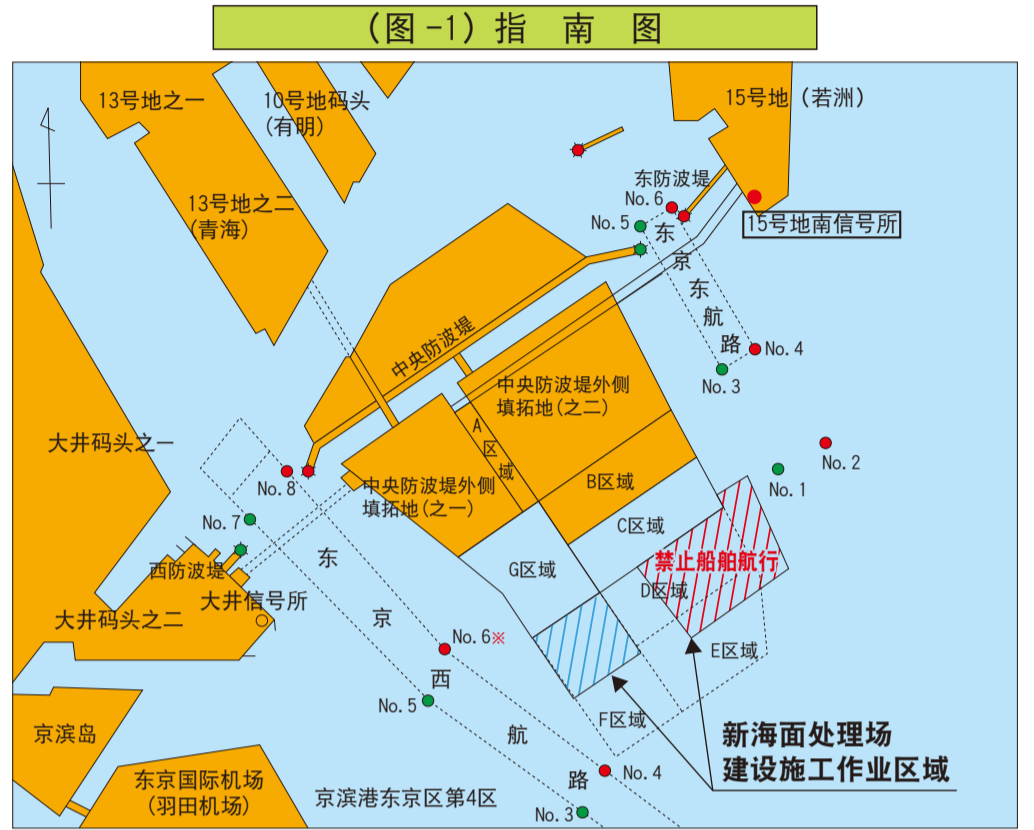 (图-1)指 南 图
13号地之一
10号地码头
(有明)
15号地（若洲）
13号地之二
(青海)
东防波堤
No.6
No.5
15号地南信号所
东京东航路
No.4
No.3
中央防波堤
中央防波堤外侧
填拓地(之二)
A区域
No.2
No.1
大井码头之一
B区域
No.8
中央防波堤外侧
填拓地(之一)
C区域
No.7
禁止船舶航行
西防波堤
G区域
D区域
大井信号所
大井码头之二
东京西航路
No.6※
E区域
No.5
F区域
新海面处理场
建设施工作业区域
京滨岛
No.4
东京国际机场
(羽田机场)
京滨港东京区第4区
No.3